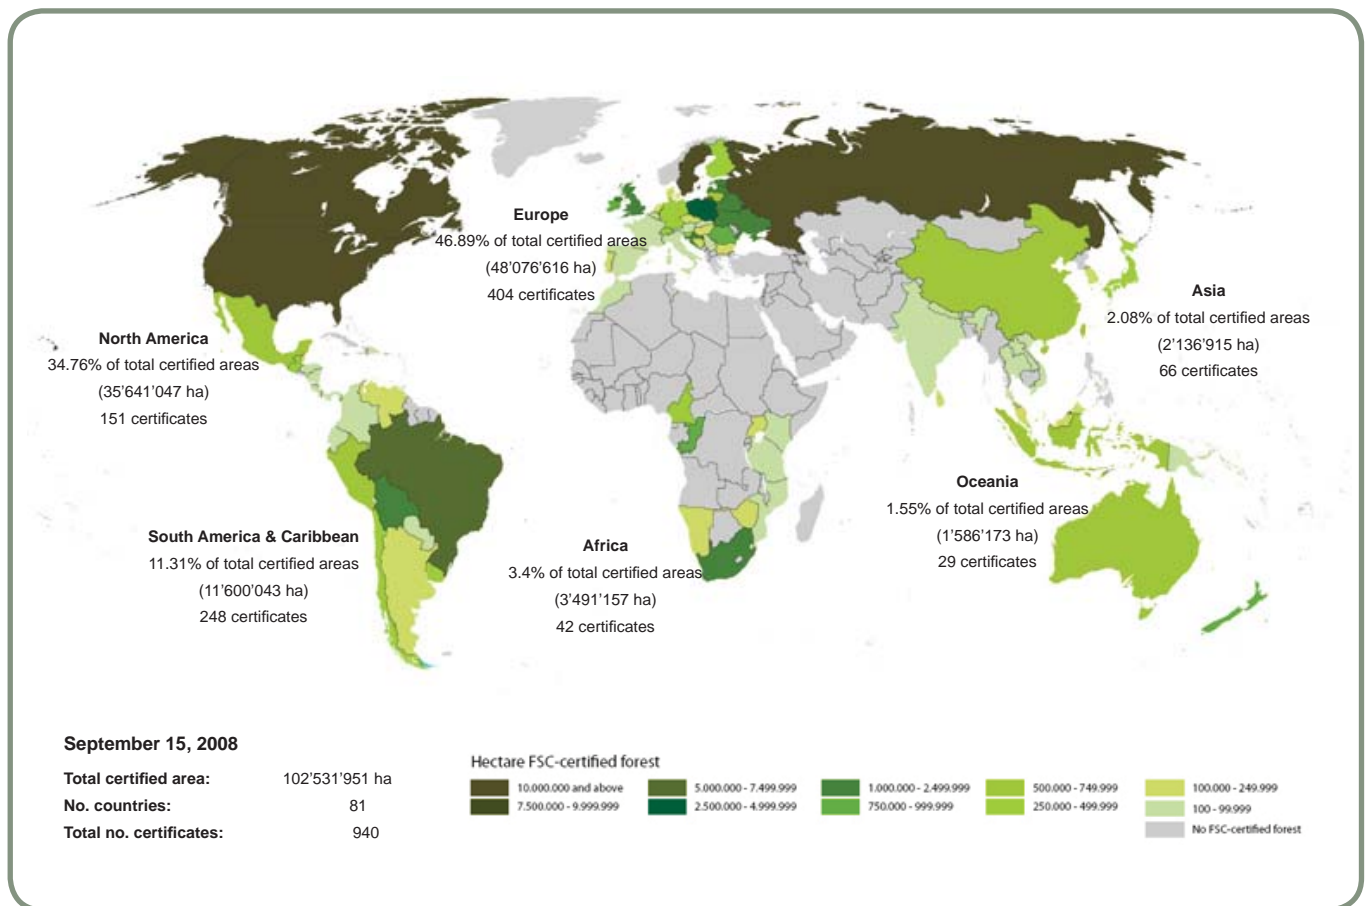 Europe
46.89% of total certified areas
(48'076'616 ha)
404 certificates
Asia
2.08% of total certified areas
(2'136'915 ha)
66 certificates
North America
34.76% of total certified areas
(35'641'047 ha)
151 certificates
Oceania
1.55% of total certified areas
(1'586'173 ha)
29 certificates
South America & Caribbean
11.31% of total certified areas
(11'600'043 ha)
248 certificates
Africa
3.4% of total certified areas
(3'491'157 ha)
42 certificates
September 15, 2008
Total certified area: 102'531'951 ha
No. countries: 81
Total no. certificates: 940
Hectare FSC-certified forest
10.000.000 and above
7.500.000 - 9.999.999
5.000.000 - 7.499.999
2.500.000 - 4.999.999
1.000.000 - 2.499.999
750.000 - 999.999
500.000 - 749.999
250.000 - 499.999
100.000 - 249.999
100 - 99.999
No FSC-certified forest